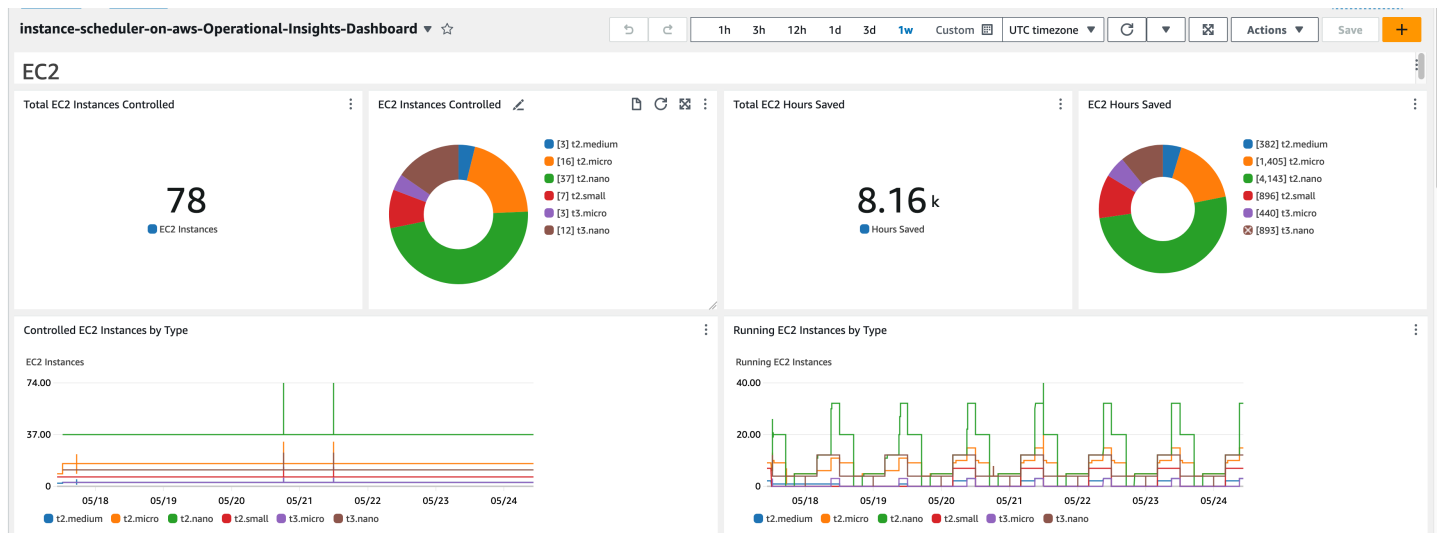 instance-scheduler-on-aws-Operational-Insights-Dashboard
1h 3h 12h 1d 3d 1w Custom UTC timezone Actions Save +
EC2
Total EC2 Instances Controlled
78
EC2 Instances
EC2 Instances Controlled
[3] t2.medium
[16] t2.micro
[37] t2.nano
[7] t2.small
[3] t3.micro
[12] t3.nano
Total EC2 Hours Saved
8.16 k
Hours Saved
EC2 Hours Saved
[382] t2.medium
[1,405] t2.micro
[4,143] t2.nano
[896] t2.small
[440] t3.micro
[893] t3.nano
Controlled EC2 Instances by Type
EC2 Instances
74.00
37.00
0
05/18 05/19 05/20 05/21 05/22 05/23 05/24
t2.medium t2.micro t2.nano t2.small t3.micro t3.nano
Running EC2 Instances by Type
Running EC2 Instances
40.00
20.00
0
05/18 05/19 05/20 05/21 05/22 05/23 05/24
t2.medium t2.micro t2.nano t2.small t3.micro t3.nano